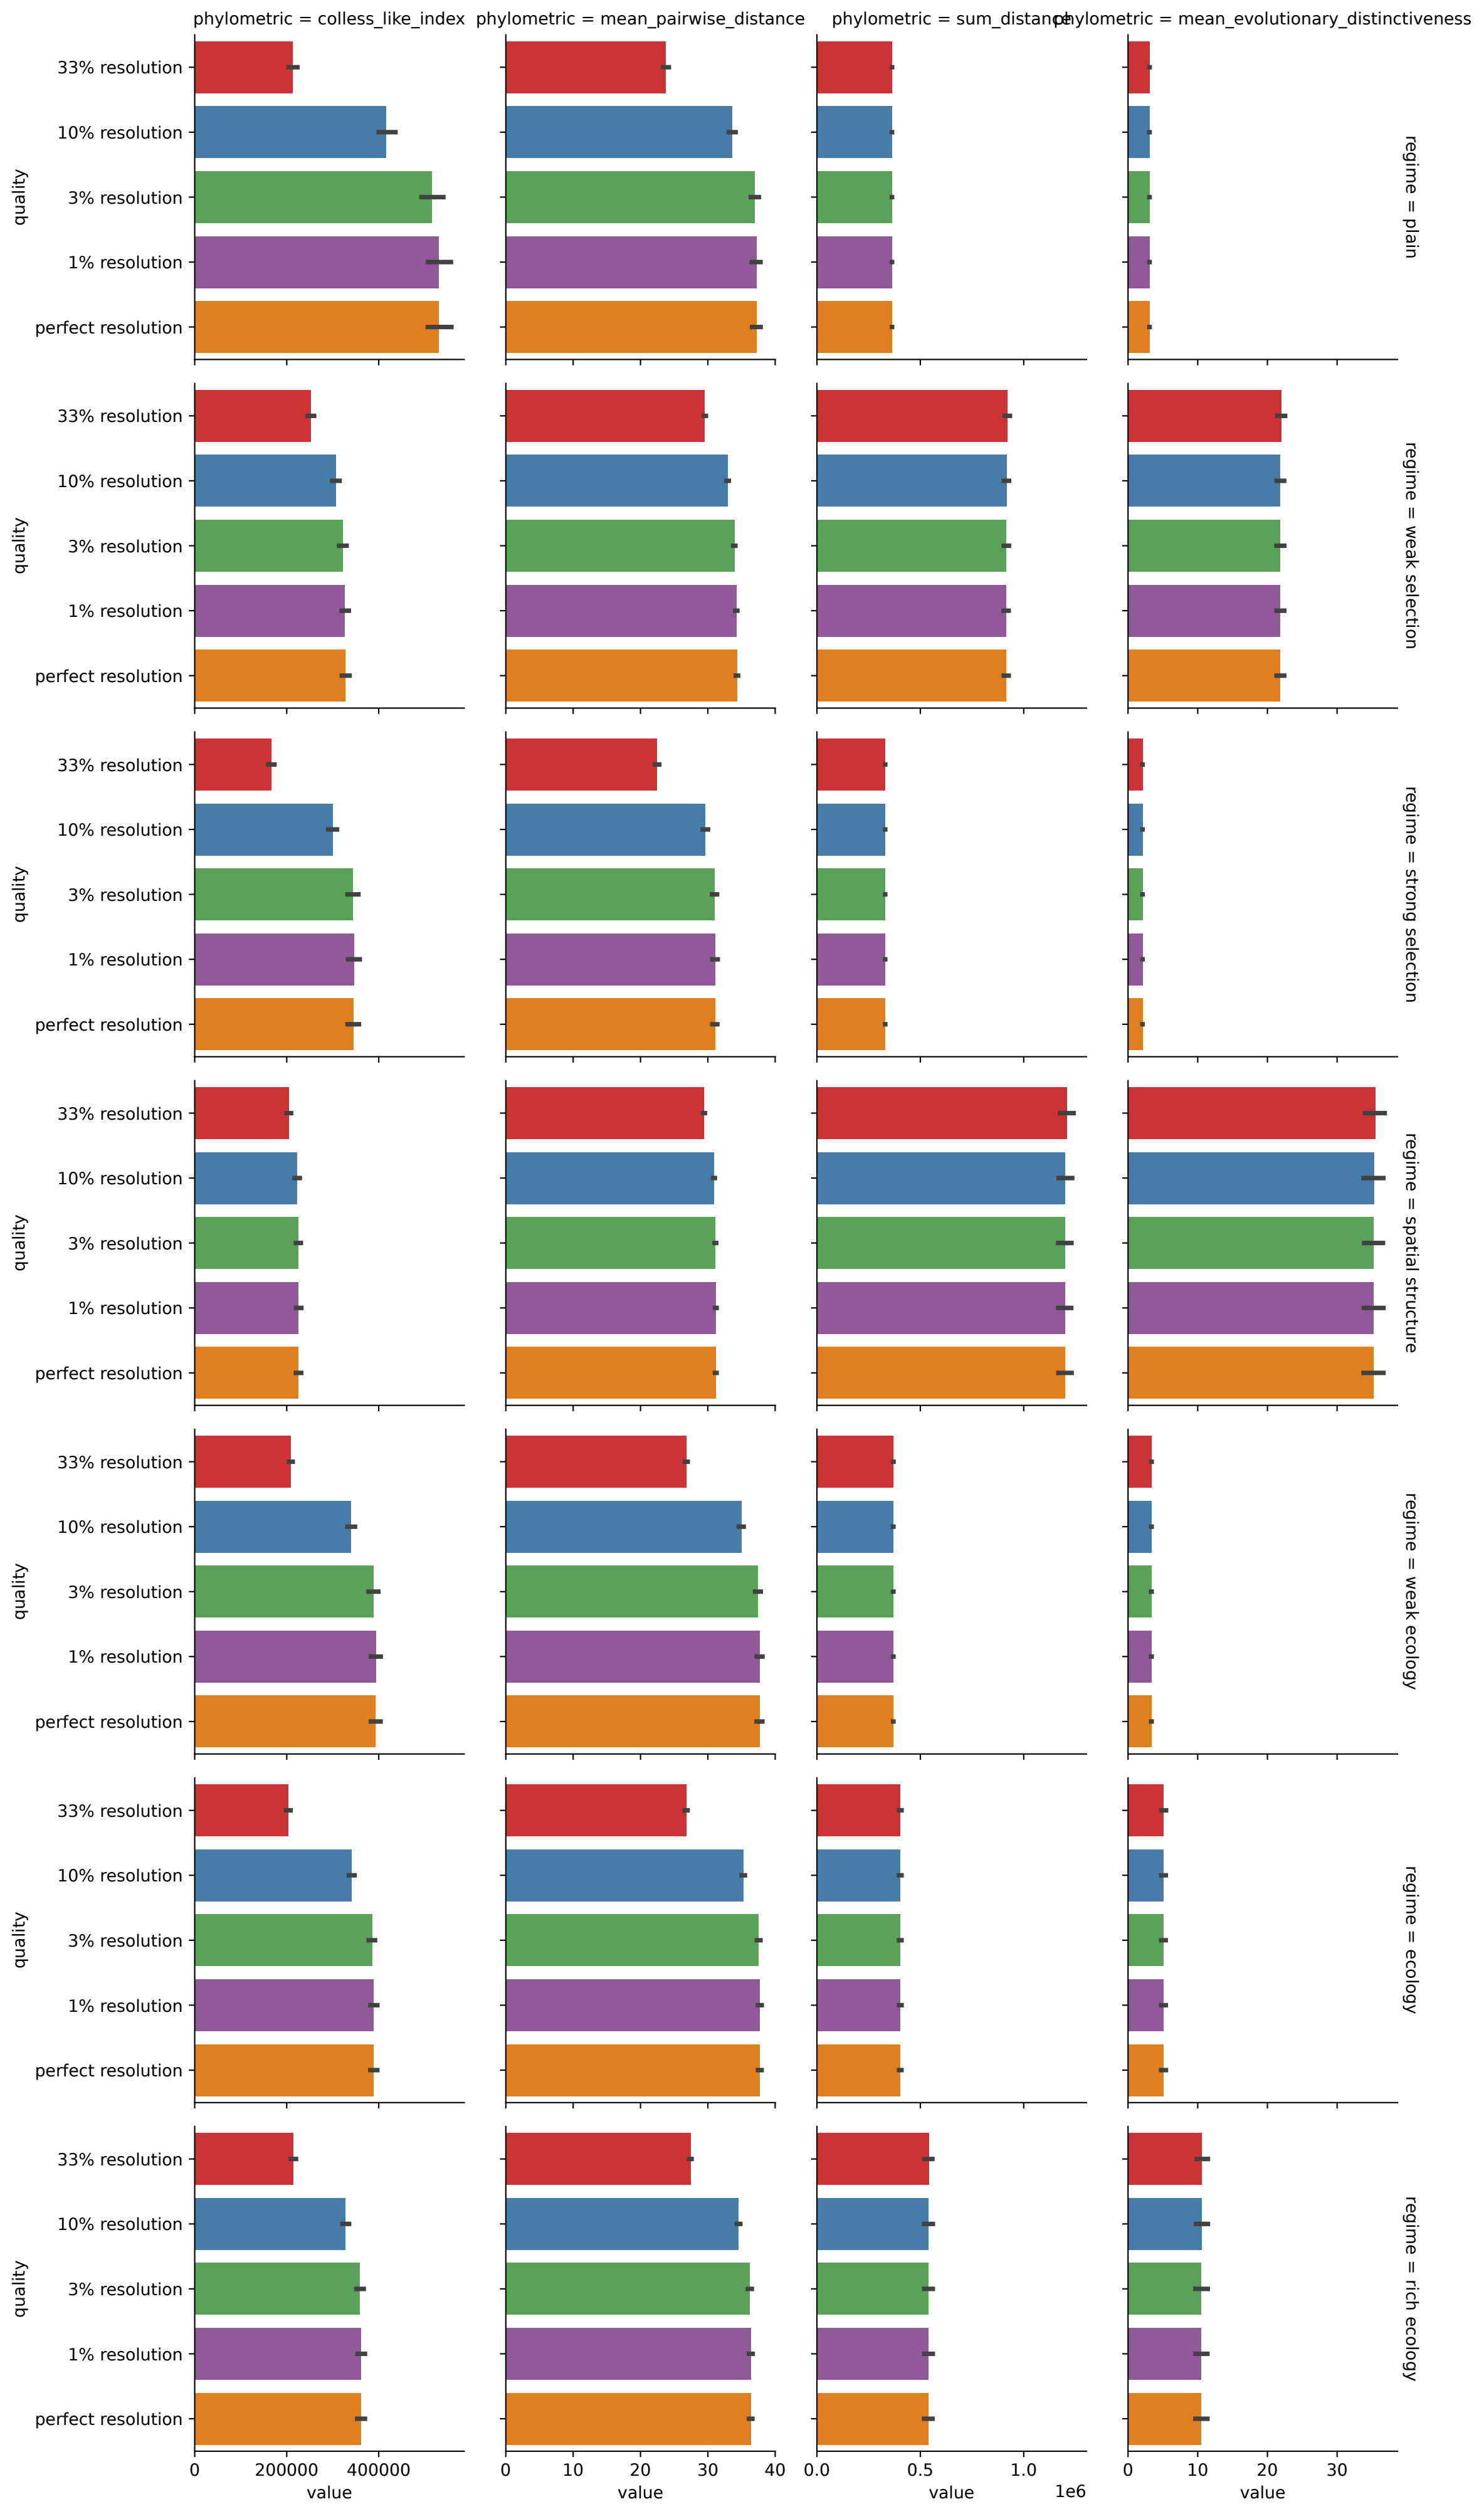 phylometric = colless_like_index
phylometric = mean_pairwise_distance
phylometric = sum_distance
phylometric = mean_evolutionary_distinctiveness
33% resolution
10% resolution
3% resolution
1% resolution
perfect resolution
quality
regime = plain
33% resolution
10% resolution
3% resolution
1% resolution
perfect resolution
quality
regime = weak selection
33% resolution
10% resolution
3% resolution
1% resolution
perfect resolution
quality
regime = strong selection
33% resolution
10% resolution
3% resolution
1% resolution
perfect resolution
quality
regime = spatial structure
33% resolution
10% resolution
3% resolution
1% resolution
perfect resolution
quality
regime = weak ecology
33% resolution
10% resolution
3% resolution
1% resolution
perfect resolution
quality
regime = ecology
33% resolution
10% resolution
3% resolution
1% resolution
perfect resolution
quality
regime = rich ecology
0 200000 400000
value
0 10 20 30 40
value
0.0 0.5 1.0
1e6
value
0 10 20 30
value